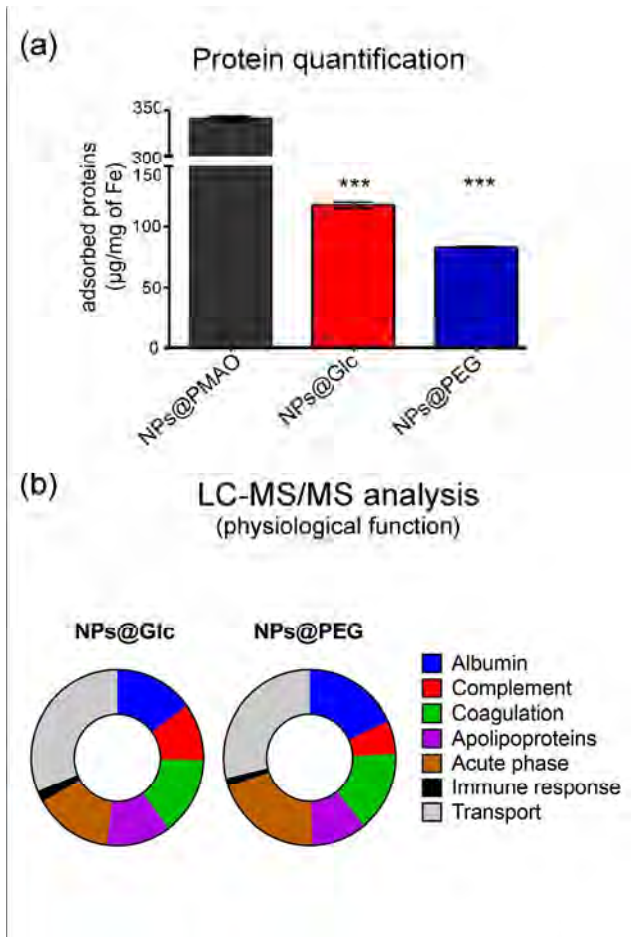 (a)
Protein quantification
adsorbed proteins
(µg/mg of Fe)
350
300
150
100
50
0
***
***
NPs@PMAO
NPs@Glc
NPs@PEG
(b)
LC-MS/MS analysis
(physiological function)
NPs@Glc
NPs@PEG
Albumin
Complement
Coagulation
Apolipoproteins
Acute phase
Immune response
Transport